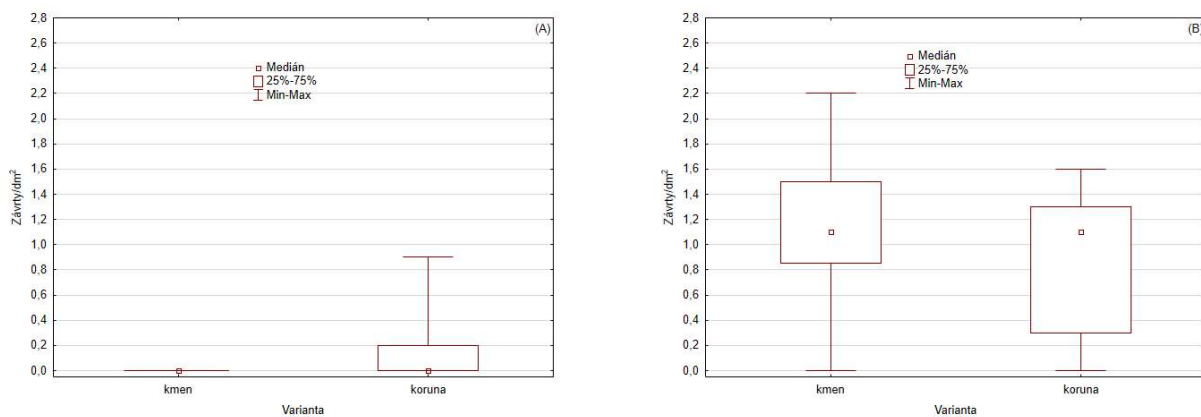 2,8
2,6
2,4
2,2
2,0
1,8
1,6
1,4
1,2
1,0
0,8
0,6
0,4
0,2
0,0
Závrty/dm²
(A)
Medián
25%-75%
Min-Max
kmen
koruna
Varianta
2,8
2,6
2,4
2,2
2,0
1,8
1,6
1,4
1,2
1,0
0,8
0,6
0,4
0,2
0,0
Závrty/dm²
(B)
Medián
25%-75%
Min-Max
kmen
koruna
Varianta